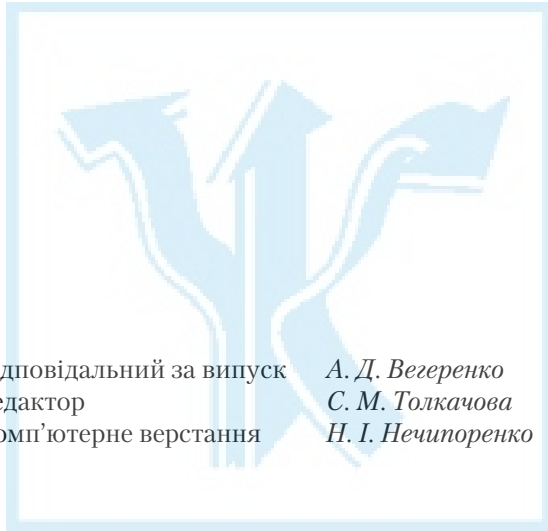 дповідальний за випуск А. Д. Вегеренко
едактор С. М. Толкачова
омп’ютерне верстання Н. І. Нечипоренко